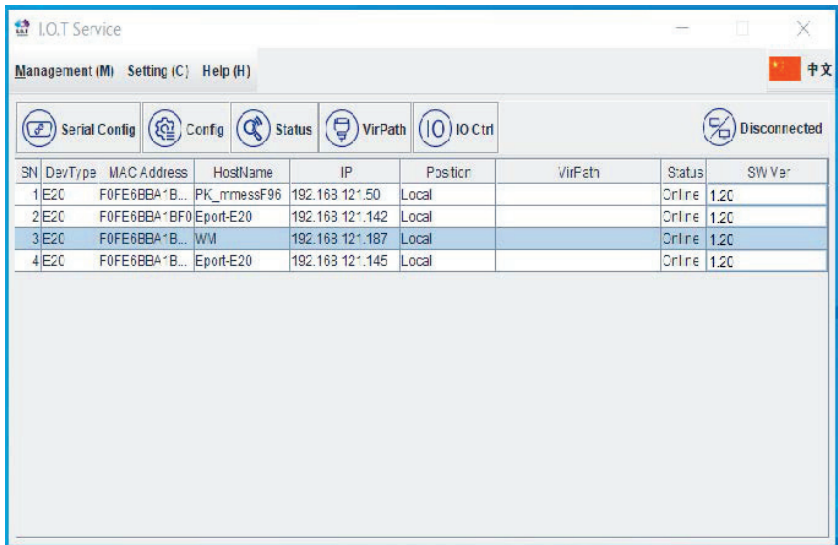 I.O.T Service
Management (M) Setting (C) Help (H) 中文
Serial Config Config Status VirPath IO IO Ctrl Disconnected
SN DevType MAC Address HostName IP Position VirPath Status SW Ver
1 E20 F0FE6BBA1B... PK_mmessF96 192.168.121.50 Local Online 1.20
2 E20 F0FE6BBA1BF0 Eport-E20 192.168.121.142 Local Online 1.20
3 E20 F0FE6BBA1B... WM 192.168.121.187 Local Online 1.20
4 E20 F0FE6BBA1B... Eport-E20 192.168.121.145 Local Online 1.20